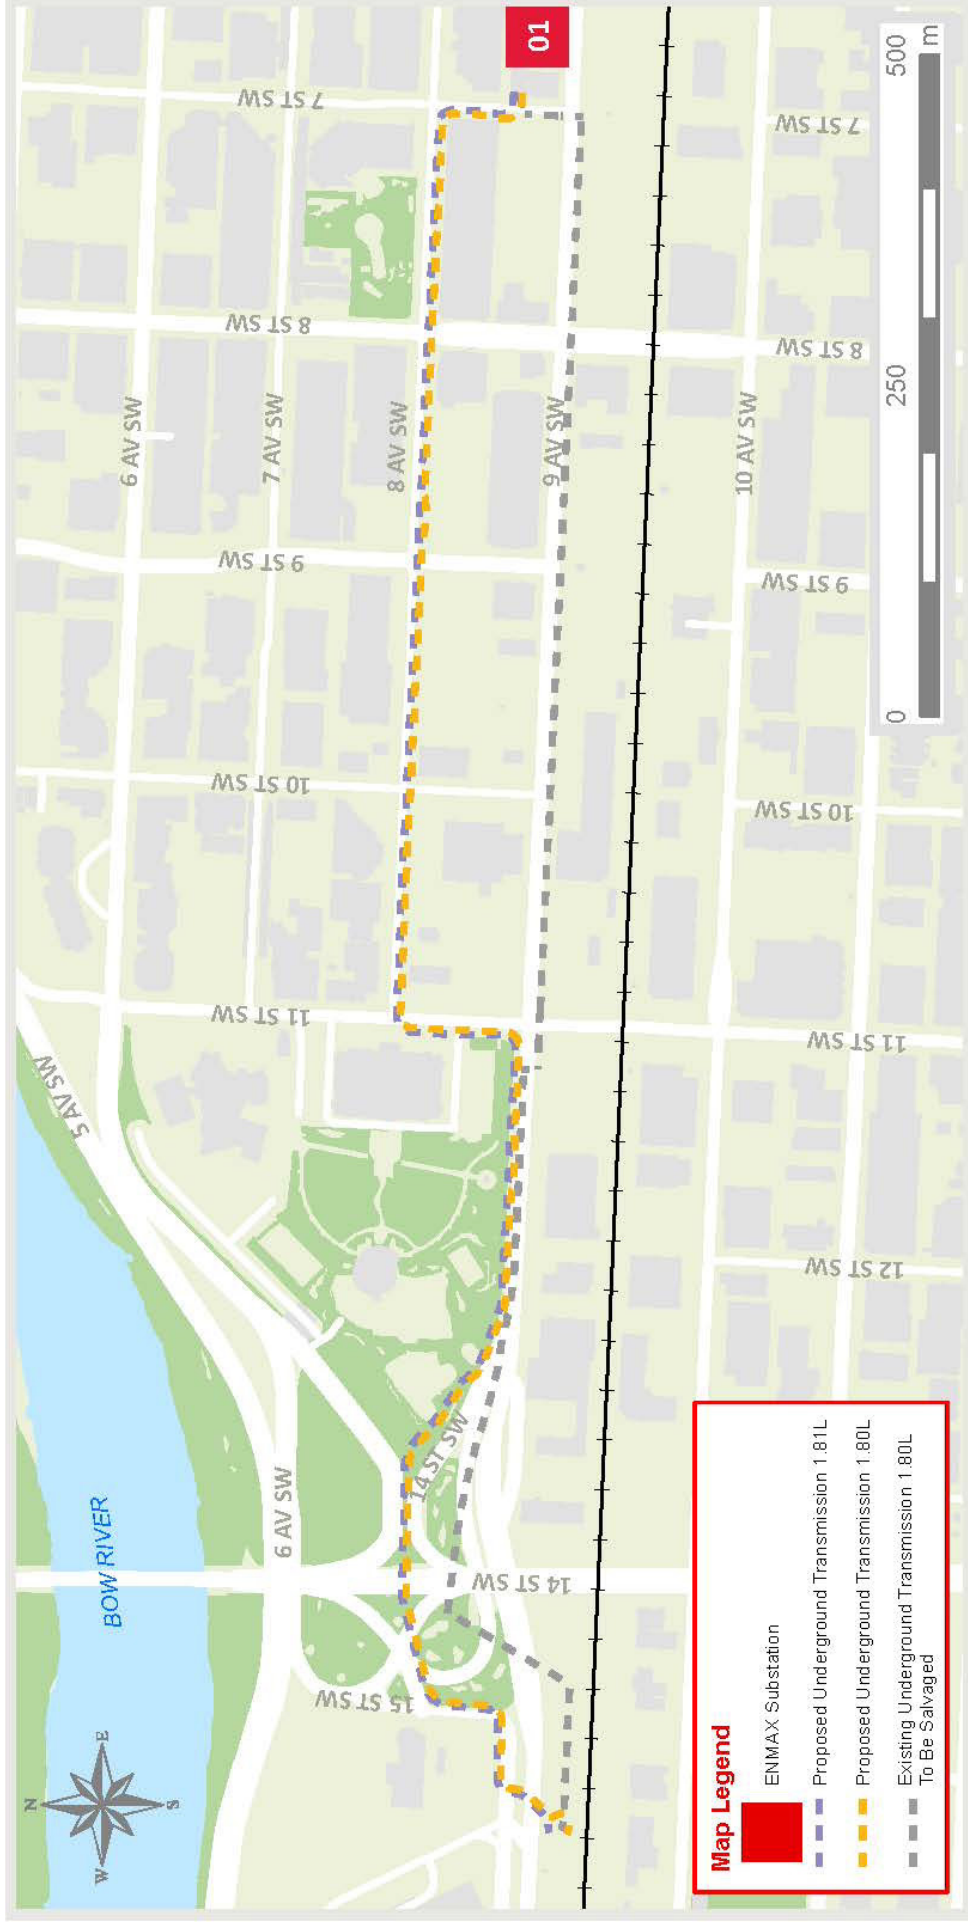 N
W
E
S
BOW RIVER
5 AV SW
6 AV SW
6 AV SW
7 AV SW
8 AV SW
9 AV SW
10 AV SW
15 ST SW
14 ST SW
14 ST SW
11 ST SW
10 ST SW
9 ST SW
8 ST SW
7 ST SW
12 ST SW
11 ST SW
10 ST SW
9 ST SW
8 ST SW
7 ST SW
01
Map Legend
ENMAX Substation
Proposed Underground Transmission 1.81L
Proposed Underground Transmission 1.80L
Existing Underground Transmission 1.80L
To Be Salvaged
0
250
500
m